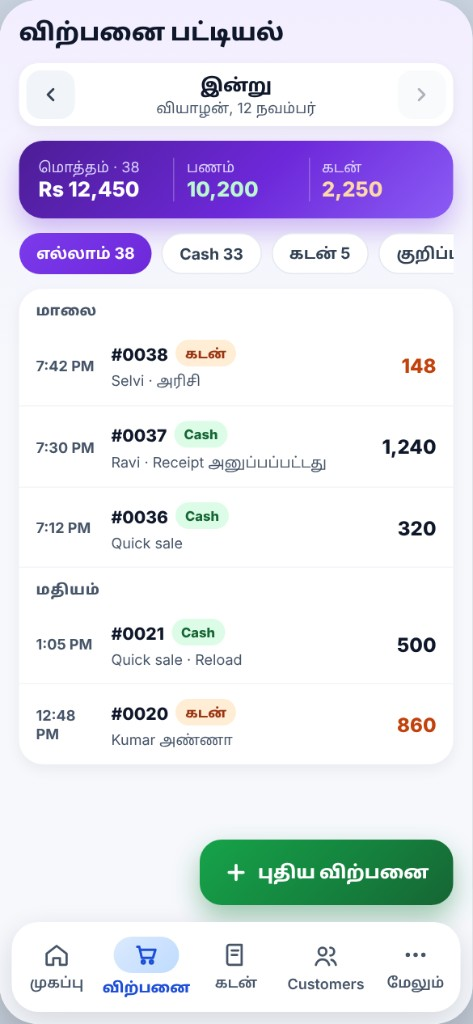 விற்பனை பட்டியல்
இன்று
வியாழன், 12 நவம்பர்
மொத்தம் · 38
Rs 12,450
பணம்
10,200
கடன்
2,250
எல்லாம் 38
Cash 33
கடன் 5
மாலை
7:42 PM
#0038 கடன்
Selvi · அரிசி
148
7:30 PM
#0037 Cash
Ravi · Receipt அனுப்பப்பட்டது
1,240
7:12 PM
#0036 Cash
Quick sale
320
மதியம்
1:05 PM
#0021 Cash
Quick sale · Reload
500
12:48
PM
#0020 கடன்
Kumar அண்ணா
860
+ புதிய விற்பனை
முகப்பு
விற்பனை
கடன்
Customers
மேலும்